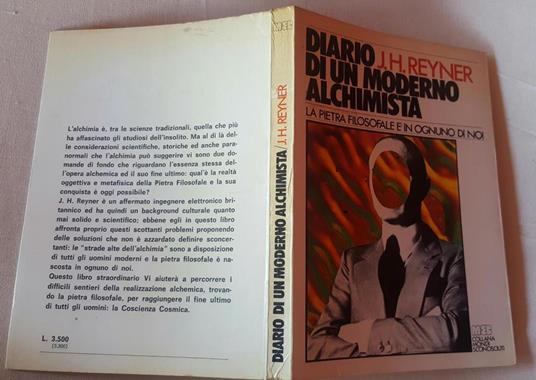 L'alchimia è, tra le scienze tradizionali, quella che più
ha affascinato gli studiosi dell'insolito. Ma al di là del-
le considerazioni scientifiche, storiche ed anche para-
normali che l'alchimia può suggerire vi sono due do-
mande di fondo che riguardano l'essenza stessa del-
l'opera alchemica ed il suo fine ultimo: qual'è la realtà
oggettiva e metafisica della Pietra Filosofale e la sua
conquista è oggi possibile?
J. H. Reyner è un affermato ingegnere elettronico bri-
tannico ed ha quindi un background culturale quanto
mai solido e scientifico; ebbene egli in questo libro
affronta proprio questi scottanti problemi proponendo
delle soluzioni che non è azzardato definire sconcer-
tanti: le "strade alte dell'alchimia" sono a disposizione
di tutti gli uomini moderni e la pietra filosofale è na-
scosta in ognuno di noi.
Questo libro straordinario Vi aiuterà a percorrere i
difficili sentieri della realizzazione alchemica, trovan-
do la pietra filosofale, per raggiungere il fine ultimo
di tutti gli uomini: la Coscienza Cosmica.
L. 3.500
(3.300)
MEB
DIARIO DI UN MODERNO ALCHIMISTA/J.H. REYNER
DIARIO J.H. REYNER
DI UN MODERNO
ALCHIMISTA
LA PIETRA FILOSOFALE E IN OGNUNO DI NOI
MEB
COLLANA
MONDI
SCONOSCIUTI